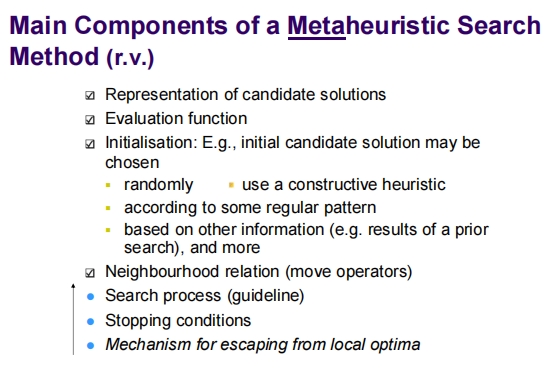 Main Components of a Metaheuristic Search
Method (r.v.)
Representation of candidate solutions
Evaluation function
Initialisation: E.g., initial candidate solution may be
chosen
randomly use a constructive heuristic
according to some regular pattern
based on other information (e.g. results of a prior
search), and more
Neighbourhood relation (move operators)
Search process (guideline)
Stopping conditions
Mechanism for escaping from local optima